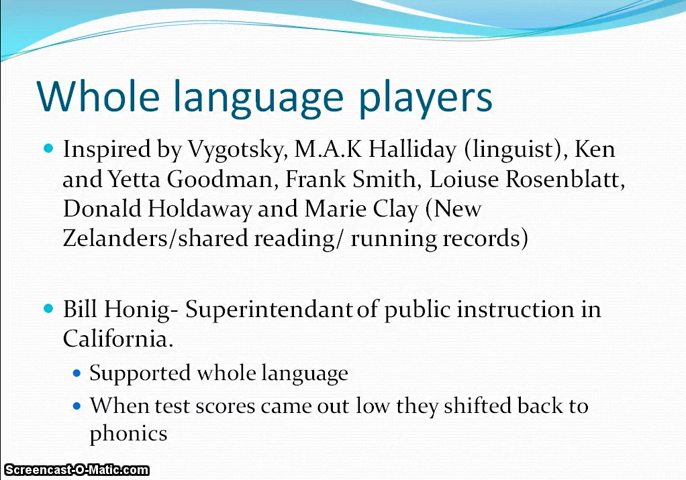 Whole language players
Inspired by Vygotsky, M.A.K Halliday (linguist), Ken
and Yetta Goodman, Frank Smith, Loiuse Rosenblatt,
Donald Holdaway and Marie Clay (New
Zelanders/shared reading/ running records)
Bill Honig- Superintendant of public instruction in
California.
Supported whole language
When test scores came out low they shifted back to
phonics
Screencast-O-Matic.com